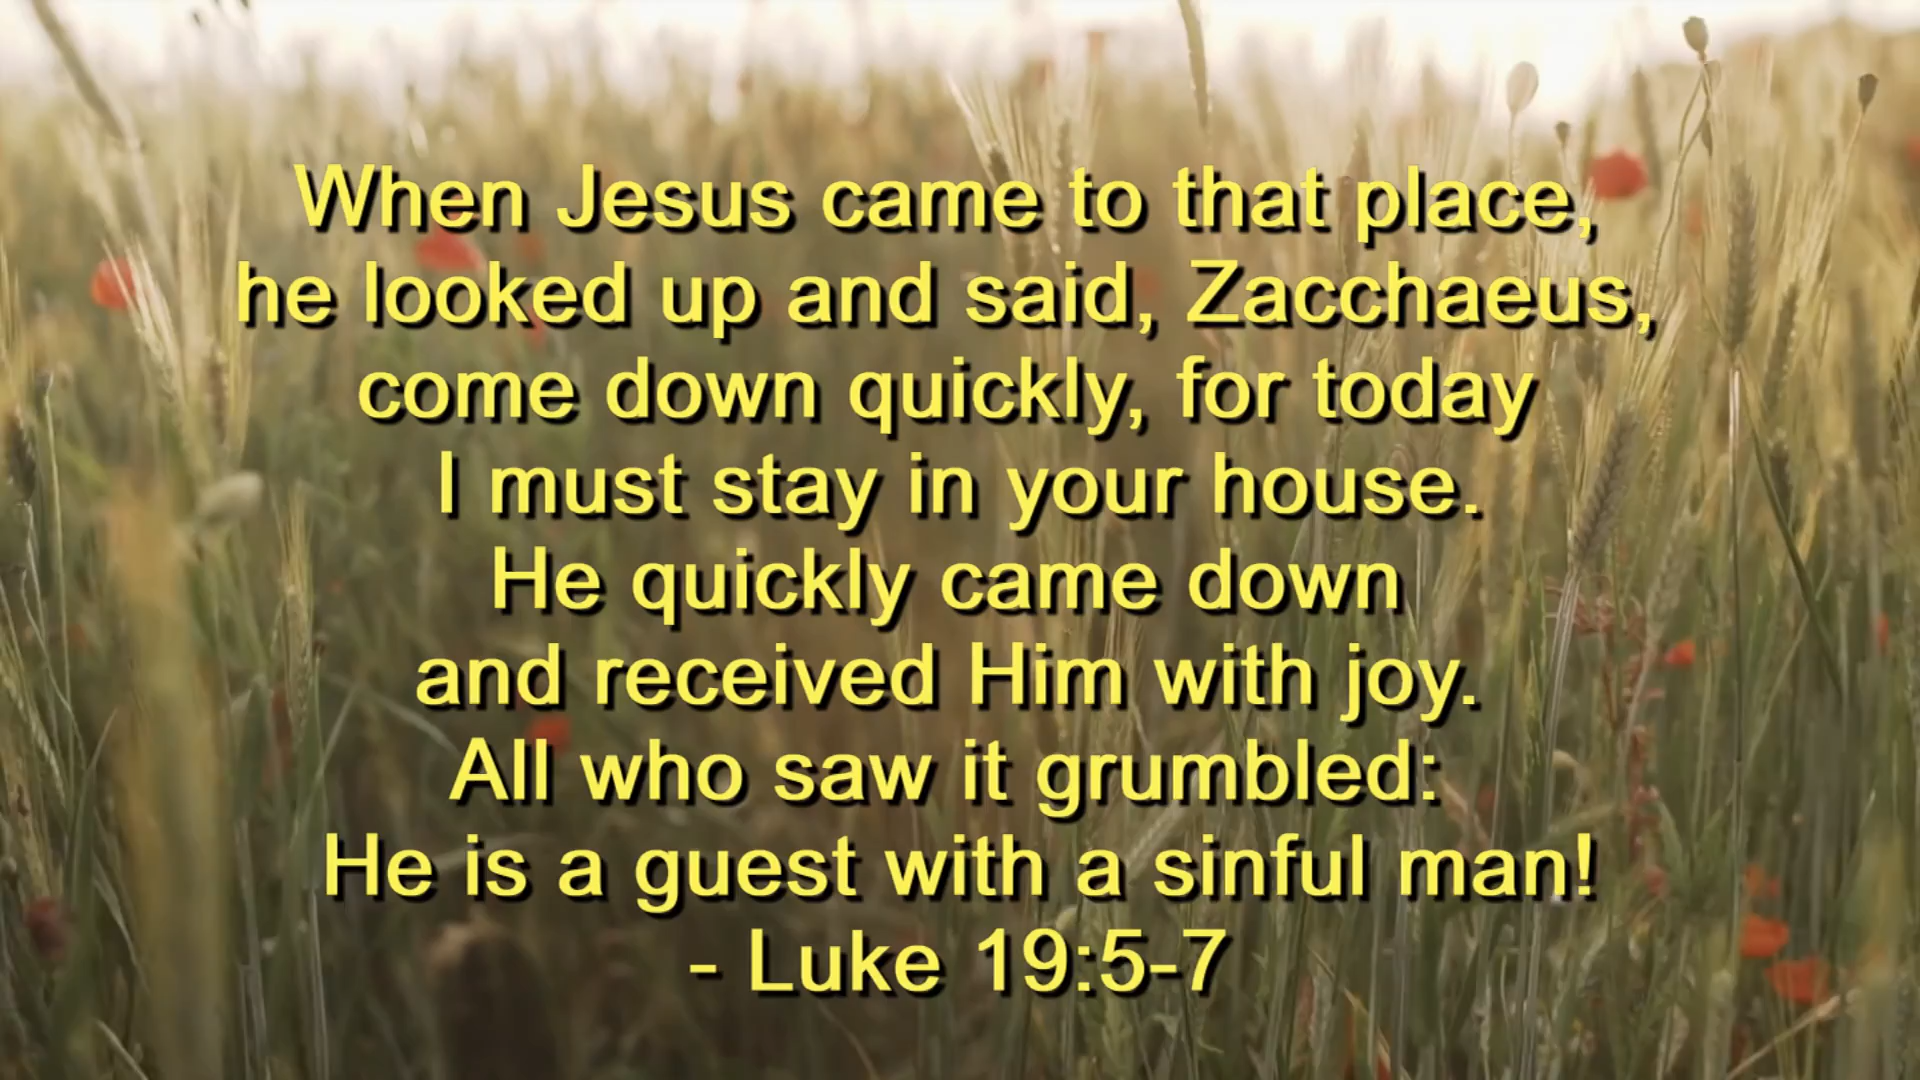 When Jesus came to that place,
he looked up and said, Zacchaeus,
come down quickly, for today
I must stay in your house.
He quickly came down
and received Him with joy.
All who saw it grumbled:
He is a guest with a sinful man!
- Luke 19:5-7